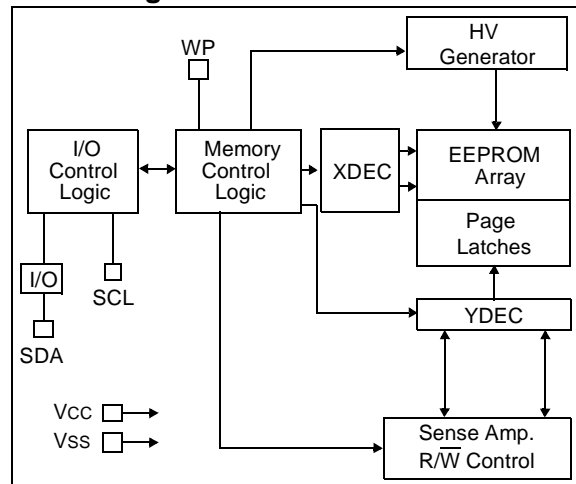 WP
HV
Generator
I/O
Control
Logic
Memory
Control
Logic
XDEC
EEPROM
Array
Page
Latches
I/O
SCL
SDA
YDEC
VCC
VSS
Sense Amp.
R/W̅ Control